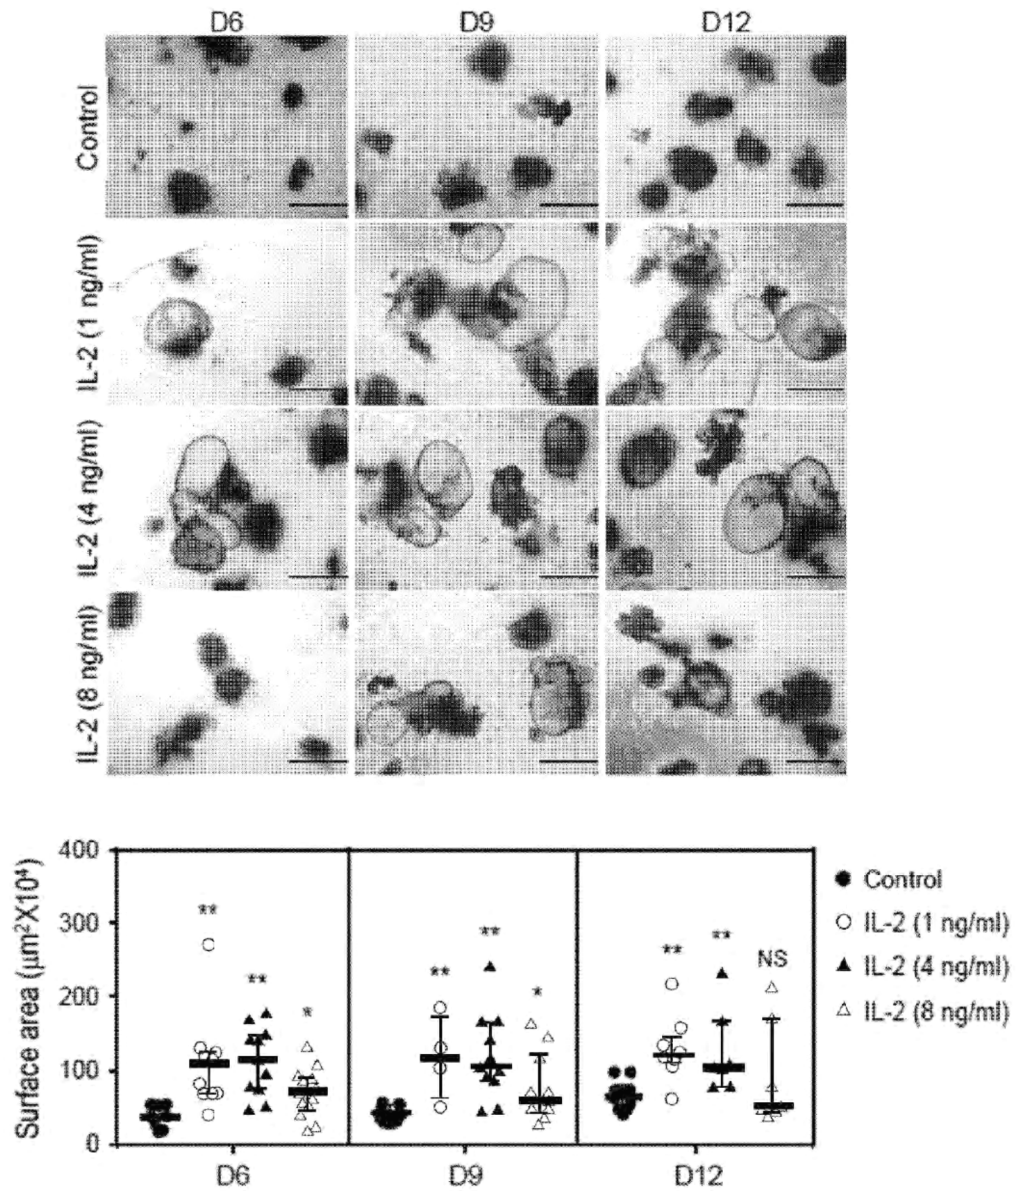 D6 D9 D12
Control
IL-2 (1 ng/ml)
IL-2 (4 ng/ml)
IL-2 (8 ng/ml)
Surface area (μm²X10⁴)
400
300
200
100
0
** ** *
** ** *
** ** NS
D6 D9 D12
Control
IL-2 (1 ng/ml)
IL-2 (4 ng/ml)
IL-2 (8 ng/ml)